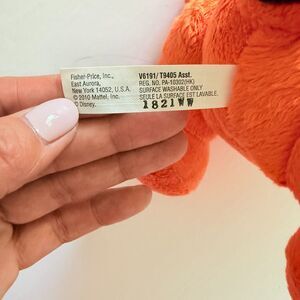 Fisher-Price, Inc.,
East Aurora,
New York 14052, U.S.A.
© 2010 Mattel, Inc.
© Disney.
V6191/ T9405 Asst.
REG. NO. PA-10302(HK)
SURFACE WASHABLE ONLY
SEULE LA SURFACE EST LAVABLE.
1821WW